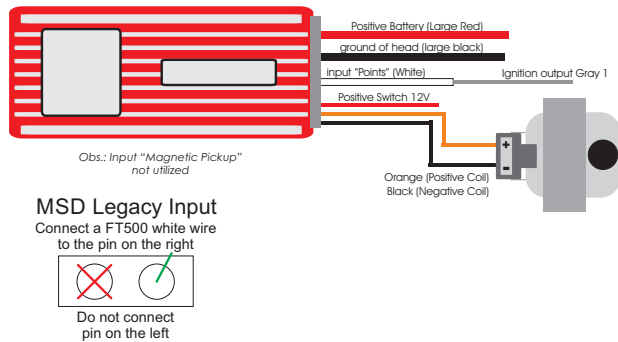 Positive Battery (Large Red)
ground of head (large black)
input "Points" (White)
Ignition output Gray 1
Positive Switch 12V
+
-
Orange (Positive Coil)
Black (Negative Coil)
Obs.: Input “Magnetic Pickup”
not utilized
MSD Legacy Input
Connect a FT500 white wire
to the pin on the right
Do not connect
pin on the left